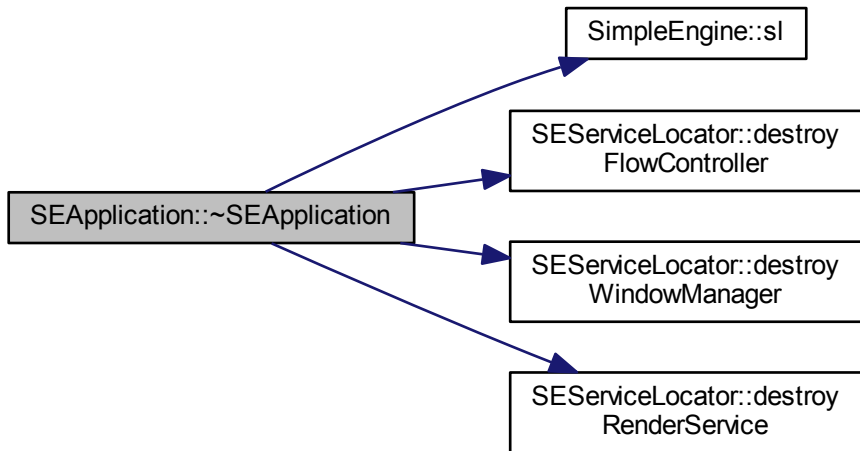 SimpleEngine::sl
SEServiceLocator::destroy
FlowController
SEApplication::~SEApplication
SEServiceLocator::destroy
WindowManager
SEServiceLocator::destroy
RenderService